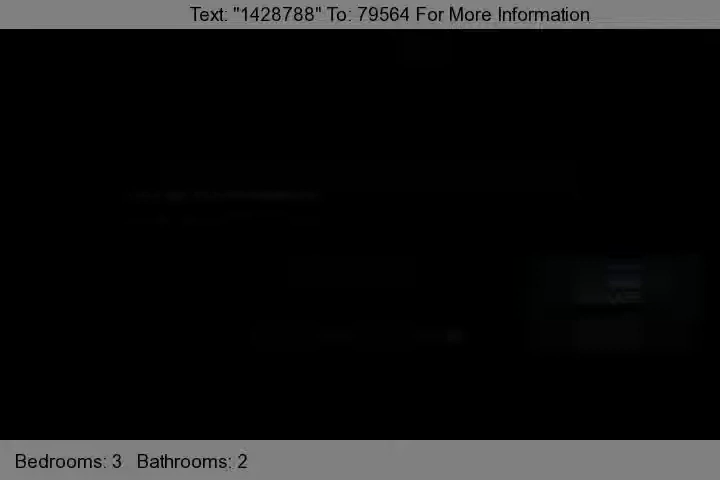 Text: "1428788" To: 79564 For More Information
Bedrooms: 3 Bathrooms: 2